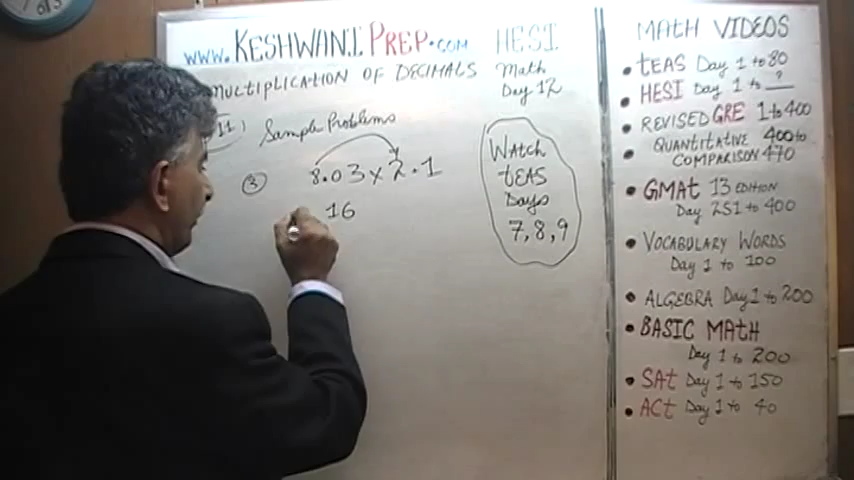 www.KESHWANIPREP.com
HESI
MULTIPLICATION OF DECIMALS
Math
Day 12
11) Sample Problems
3
8.03 x 2.1
16
WAtch
tEAS
Days
7, 8, 9
MATH VIDEOS
• tEAS Day 1 to 80
• HESI Day 1 to ?
• REVISED GRE 1 to 400
• QUANTITATIVE 400 to
COMPARISON 470
• GMAt 13 EDITION
Day 251 to 400
• VOCABULARY WORDS
Day 1 to 100
• ALGEBRA Day 1 to 200
• BASIC MATH
Day 1 to 200
• SAt Day 1 to 150
• ACt Day 1 to 40